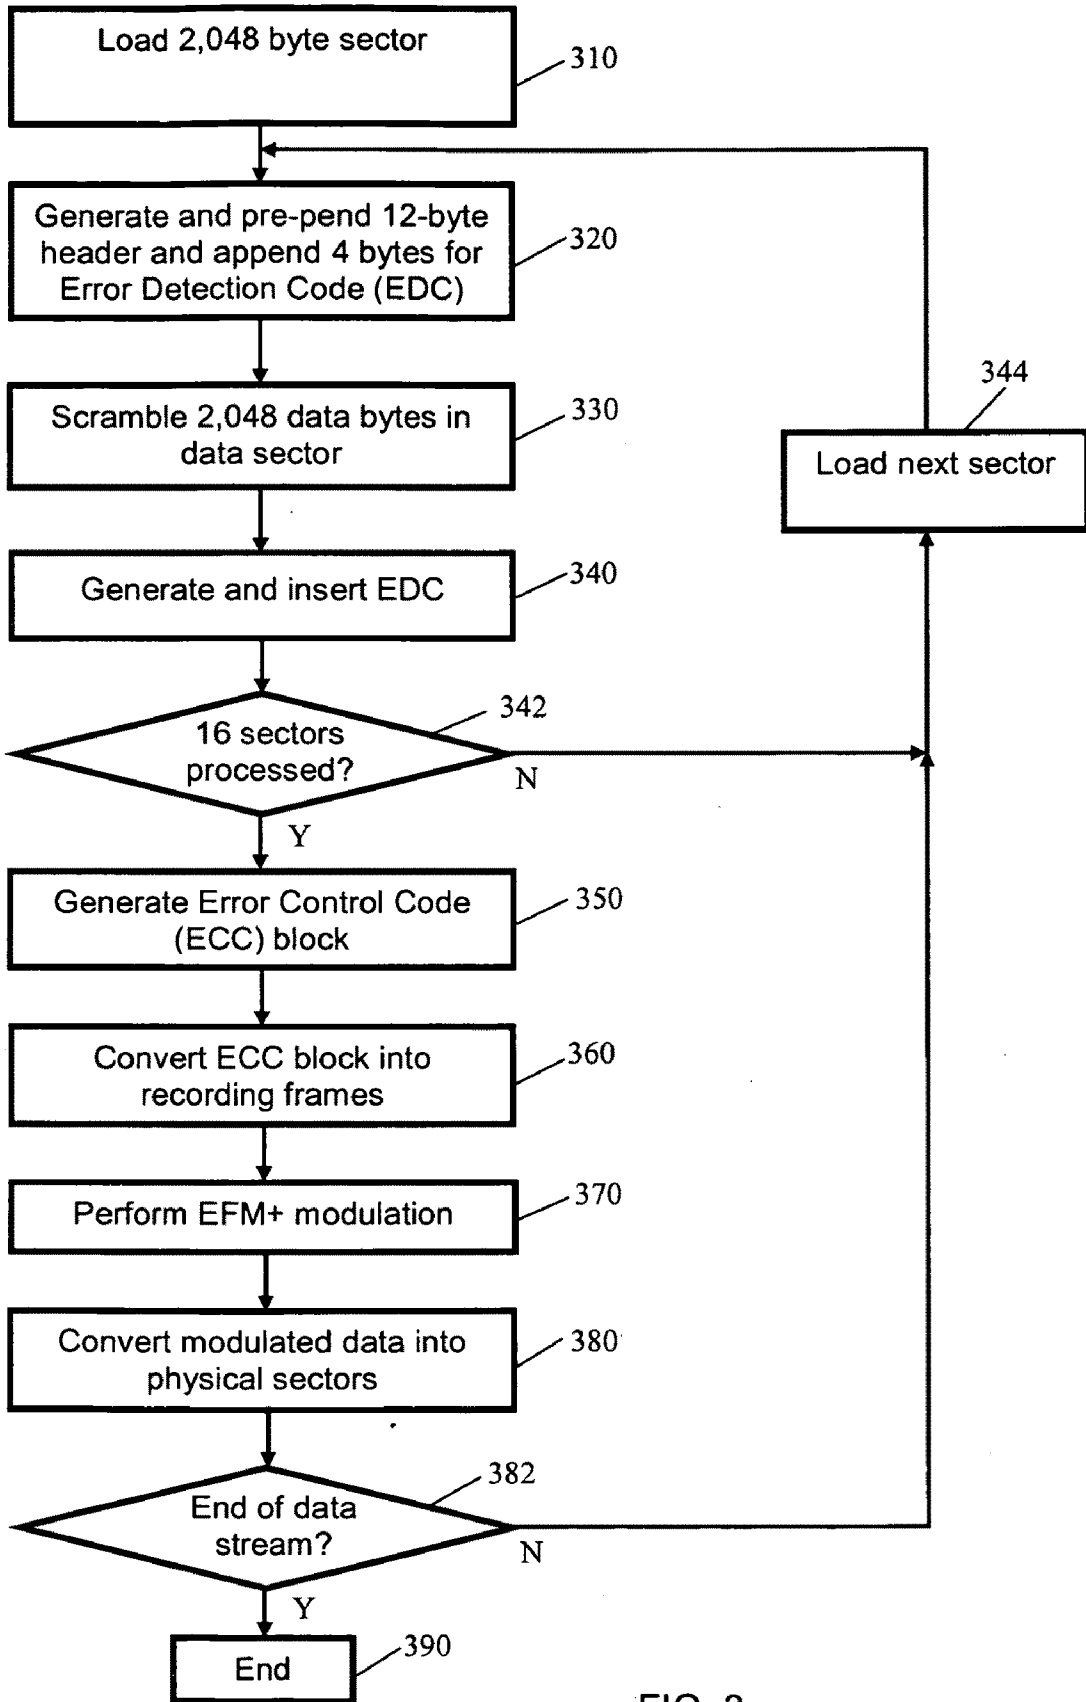 Load 2,048 byte sector
310
Generate and pre-pend 12-byte
header and append 4 bytes for
Error Detection Code (EDC)
320
Scramble 2,048 data bytes in
data sector
330
344
Load next sector
Generate and insert EDC
340
342
16 sectors
processed?
N
Y
Generate Error Control Code
(ECC) block
350
Convert ECC block into
recording frames
360
Perform EFM+ modulation
370
Convert modulated data into
physical sectors
380
382
End of data
stream?
N
Y
End
390
FIG.